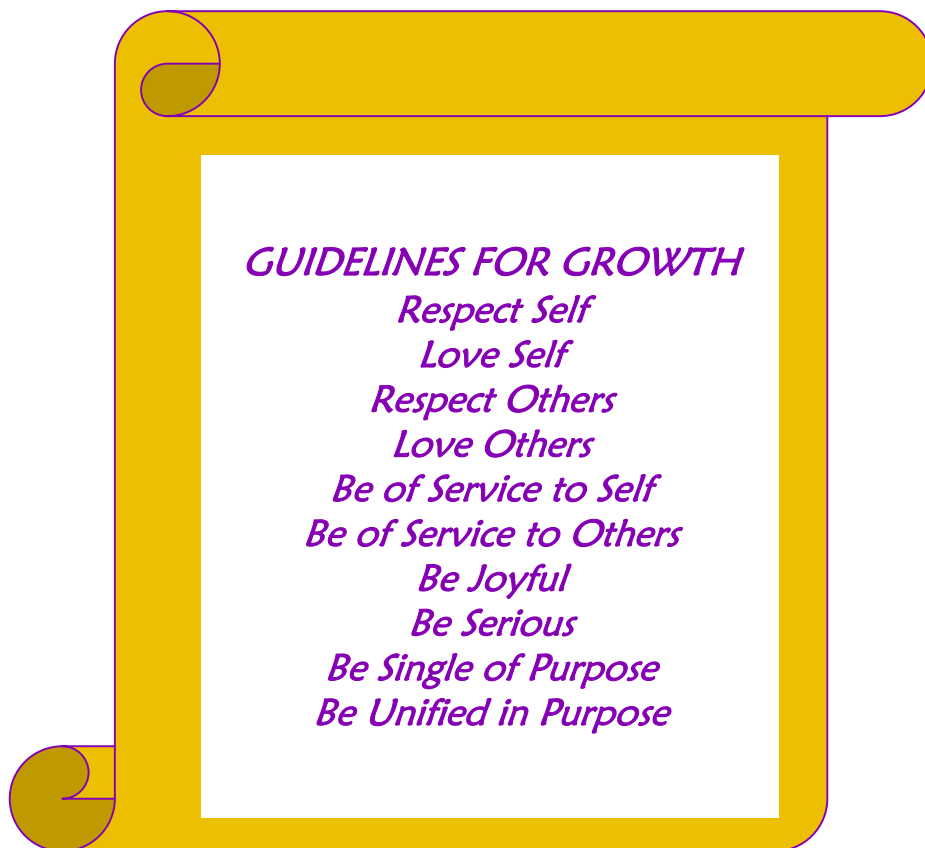 GUIDELINES FOR GROWTH
Respect Self
Love Self
Respect Others
Love Others
Be of Service to Self
Be of Service to Others
Be Joyful
Be Serious
Be Single of Purpose
Be Unified in Purpose